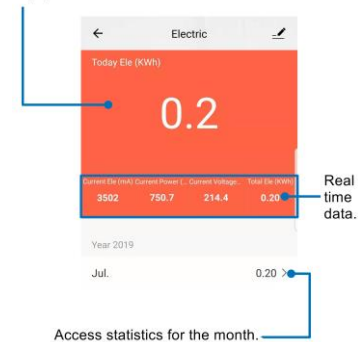 Electric
Today Ele (KWh)
0.2
Current Ele (mA) Current Power (... Current Voltage... Total Ele (KWh)
3502 750.7 214.4 0.20
Real
time
data.
Year 2019
Jul. 0.20 >
Access statistics for the month.